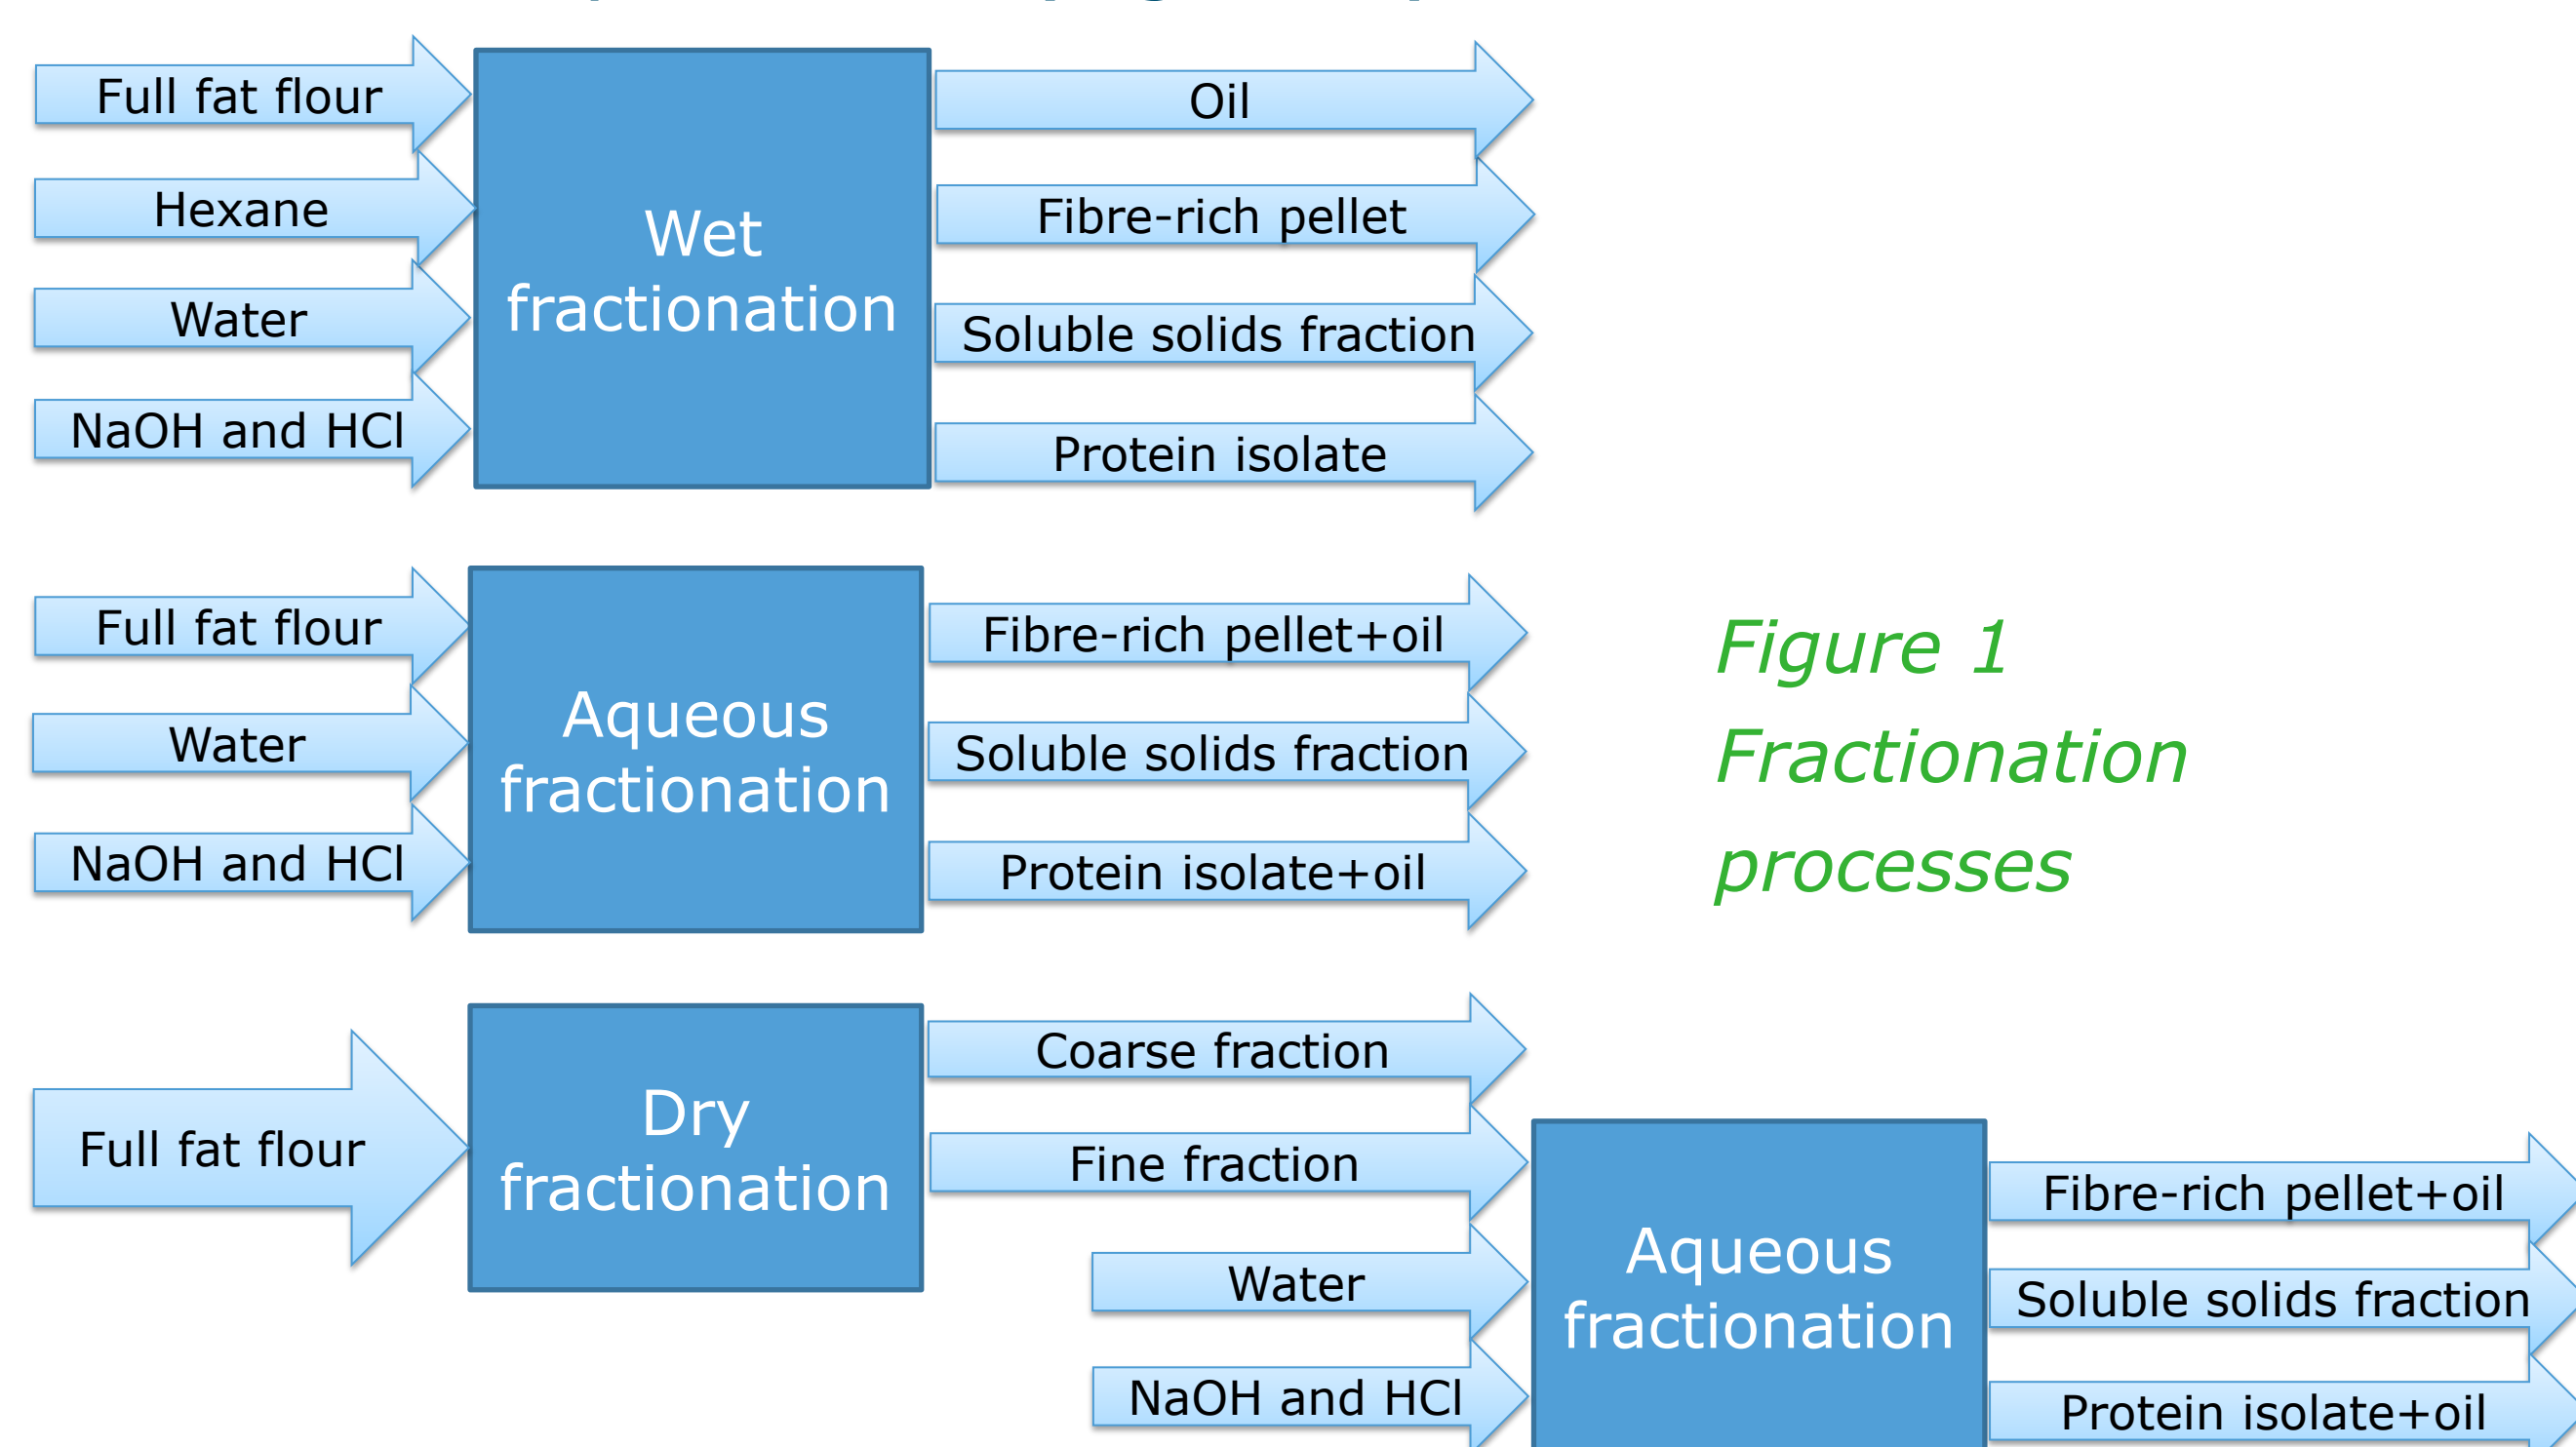 Full fat flour
Hexane
Water
NaOH and HCl
Wet
fractionation
Oil
Fibre-rich pellet
Soluble solids fraction
Protein isolate
Full fat flour
Water
NaOH and HCl
Aqueous
fractionation
Fibre-rich pellet+oil
Soluble solids fraction
Protein isolate+oil
Figure 1
Fractionation
processes
Full fat flour
Dry
fractionation
Coarse fraction
Fine fraction
Water
NaOH and HCl
Aqueous
fractionation
Fibre-rich pellet+oil
Soluble solids fraction
Protein isolate+oil